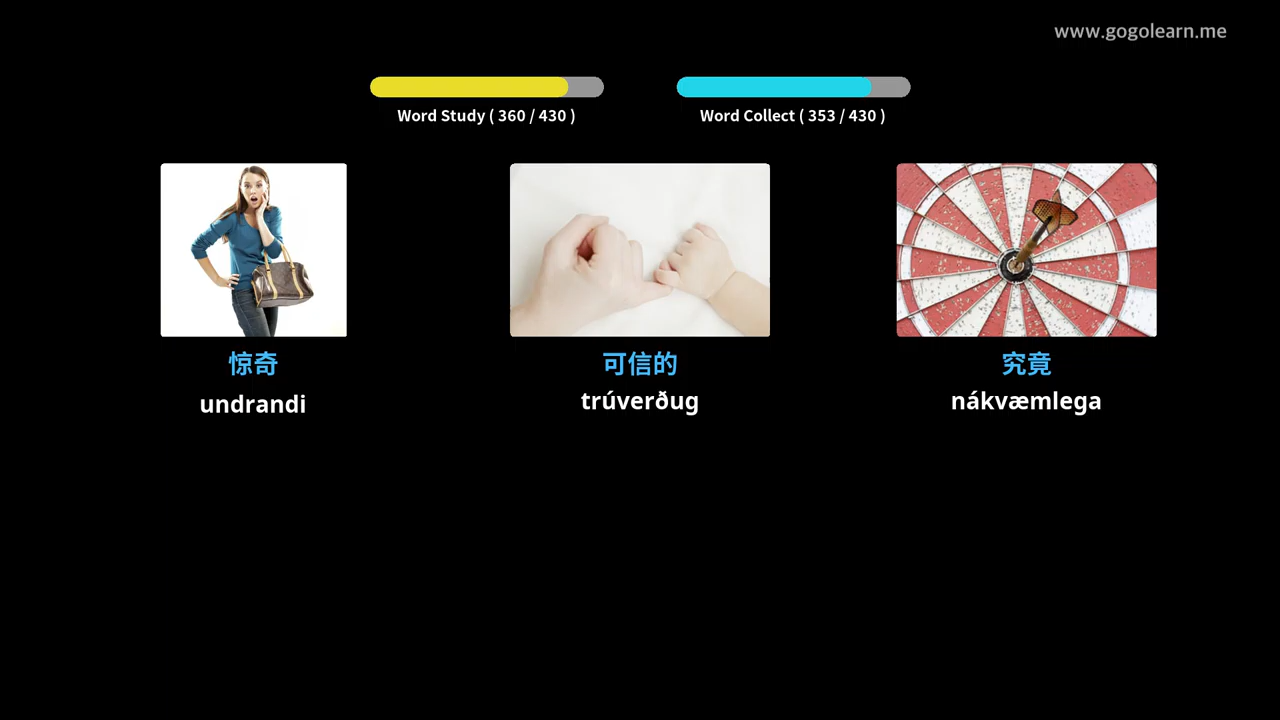 www.gogolearn.me
Word Study ( 360 / 430 )
Word Collect ( 353 / 430 )
惊奇
可信的
究竟
undrandi
trúverðug
nákvæmlega